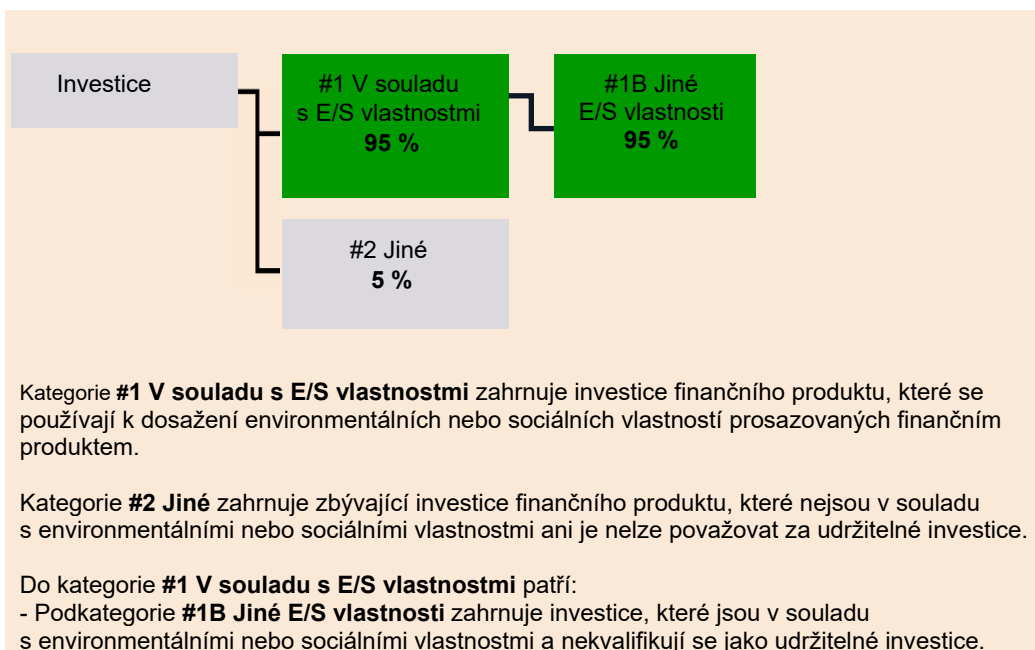 Investice
#1 V souladu
s E/S vlastnostmi
95 %
#1B Jiné
E/S vlastnosti
95 %
#2 Jiné
5 %
Kategorie #1 V souladu s E/S vlastnostmi zahrnuje investice finančního produktu, které se
používají k dosažení environmentálních nebo sociálních vlastností prosazovaných finančním
produktem.
Kategorie #2 Jiné zahrnuje zbývající investice finančního produktu, které nejsou v souladu
s environmentálními nebo sociálními vlastnostmi ani je nelze považovat za udržitelné investice.
Do kategorie #1 V souladu s E/S vlastnostmi patří:
- Podkategorie #1B Jiné E/S vlastnosti zahrnuje investice, které jsou v souladu
s environmentálními nebo sociálními vlastnostmi a nekvalifikují se jako udržitelné investice.